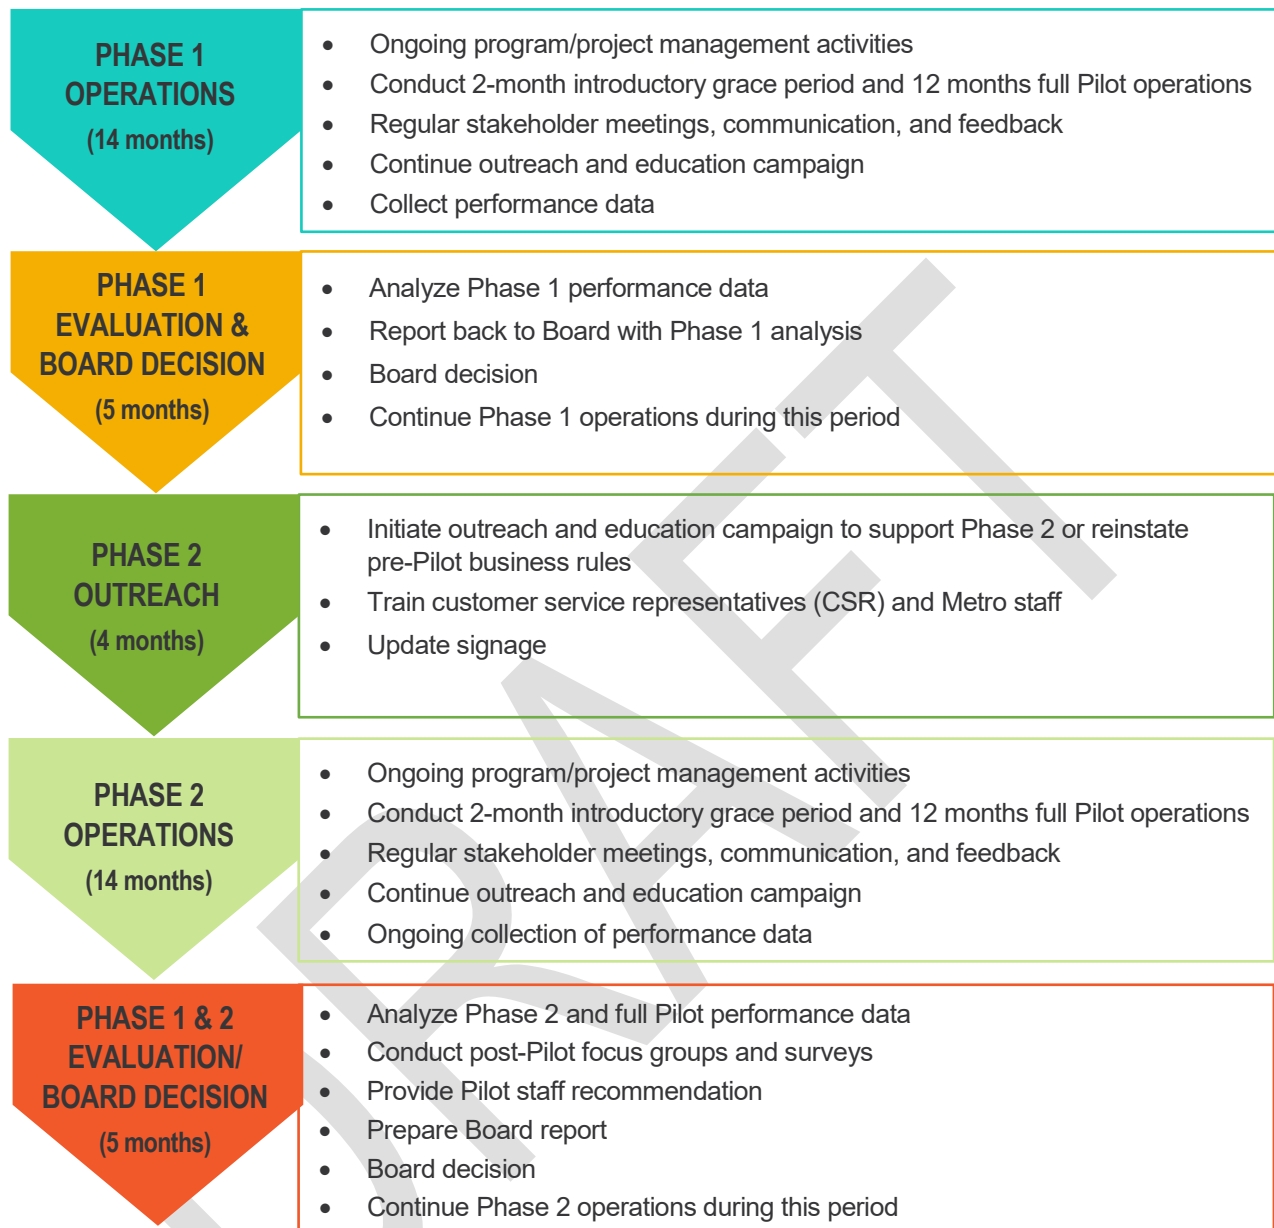 PHASE 1
OPERATIONS
(14 months)
• Ongoing program/project management activities
• Conduct 2-month introductory grace period and 12 months full Pilot operations
• Regular stakeholder meetings, communication, and feedback
• Continue outreach and education campaign
• Collect performance data
PHASE 1
EVALUATION &
BOARD DECISION
(5 months)
• Analyze Phase 1 performance data
• Report back to Board with Phase 1 analysis
• Board decision
• Continue Phase 1 operations during this period
PHASE 2
OUTREACH
(4 months)
• Initiate outreach and education campaign to support Phase 2 or reinstate
pre-Pilot business rules
• Train customer service representatives (CSR) and Metro staff
• Update signage
PHASE 2
OPERATIONS
(14 months)
• Ongoing program/project management activities
• Conduct 2-month introductory grace period and 12 months full Pilot operations
• Regular stakeholder meetings, communication, and feedback
• Continue outreach and education campaign
• Ongoing collection of performance data
PHASE 1 & 2
EVALUATION/
BOARD DECISION
(5 months)
• Analyze Phase 2 and full Pilot performance data
• Conduct post-Pilot focus groups and surveys
• Provide Pilot staff recommendation
• Prepare Board report
• Board decision
• Continue Phase 2 operations during this period
DRAFT